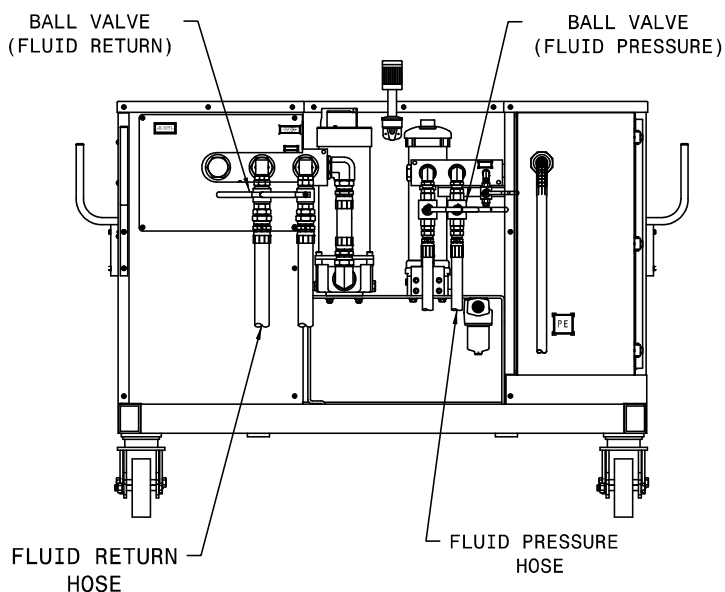 BALL VALVE
(FLUID RETURN)
BALL VALVE
(FLUID PRESSURE)
PE
FLUID RETURN
HOSE
FLUID PRESSURE
HOSE